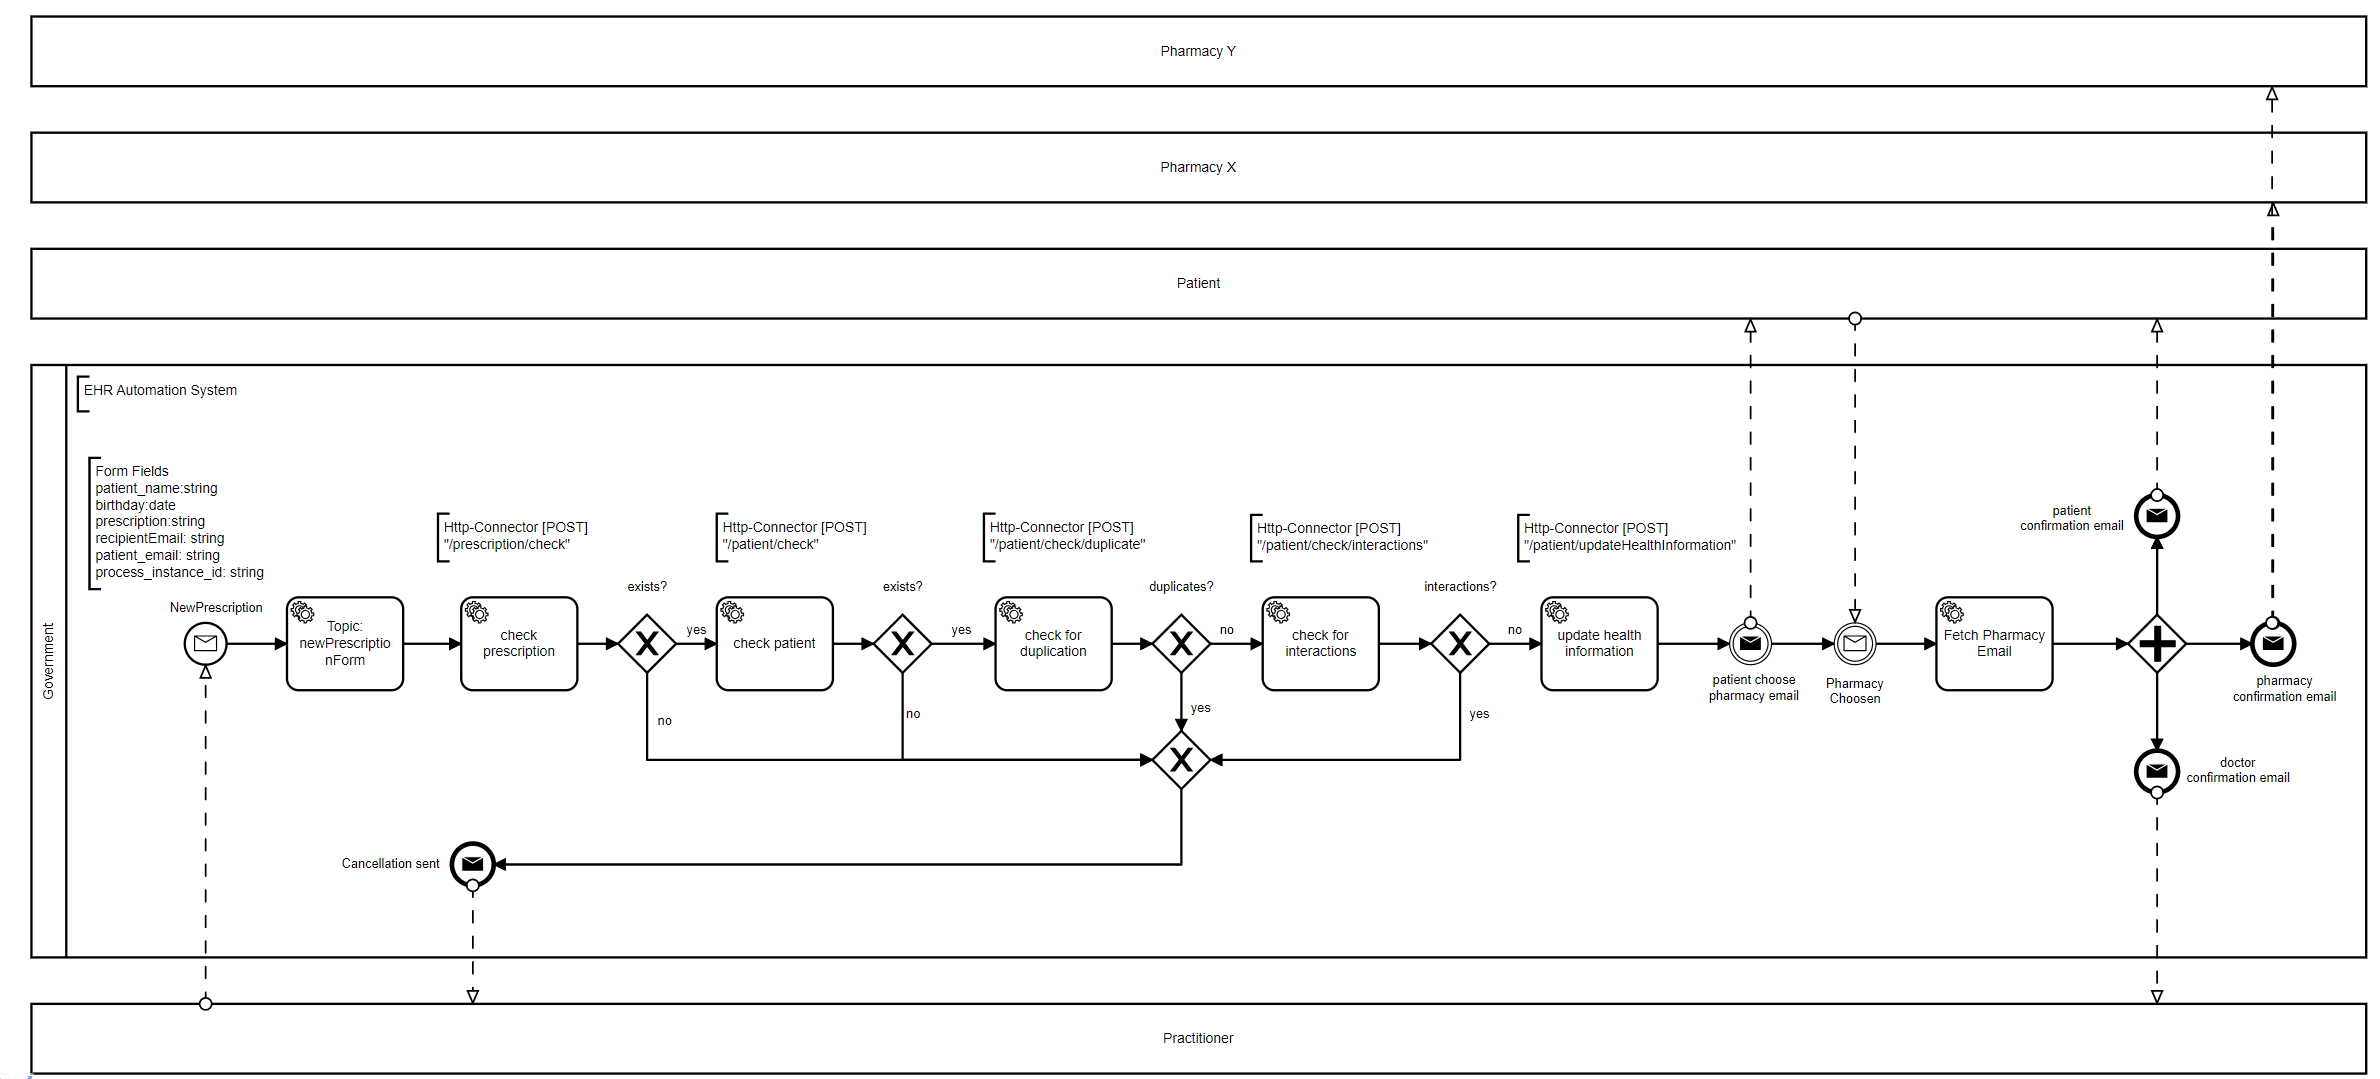 Pharmacy Y
Pharmacy X
Patient
Government
EHR Automation System
Form Fields
patient_name:string
birthday:date
prescription:string
recipientEmail: string
patient_email: string
process_instance_id: string
NewPrescription
Topic:
newPrescriptio
nForm
Http-Connector [POST]
"/prescription/check"
check
prescription
exists?
yes
no
Http-Connector [POST]
"/patient/check"
check patient
exists?
yes
no
Http-Connector [POST]
"/patient/check/duplicate"
check for
duplication
duplicates?
no
yes
Http-Connector [POST]
"/patient/check/interactions"
check for
interactions
interactions?
no
yes
Http-Connector [POST]
"/patient/updateHealthInformation"
update health
information
patient choose
pharmacy email
Pharmacy
Choosen
Fetch Pharmacy
Email
patient
confirmation email
pharmacy
confirmation email
doctor
confirmation email
Cancellation sent
Practitioner